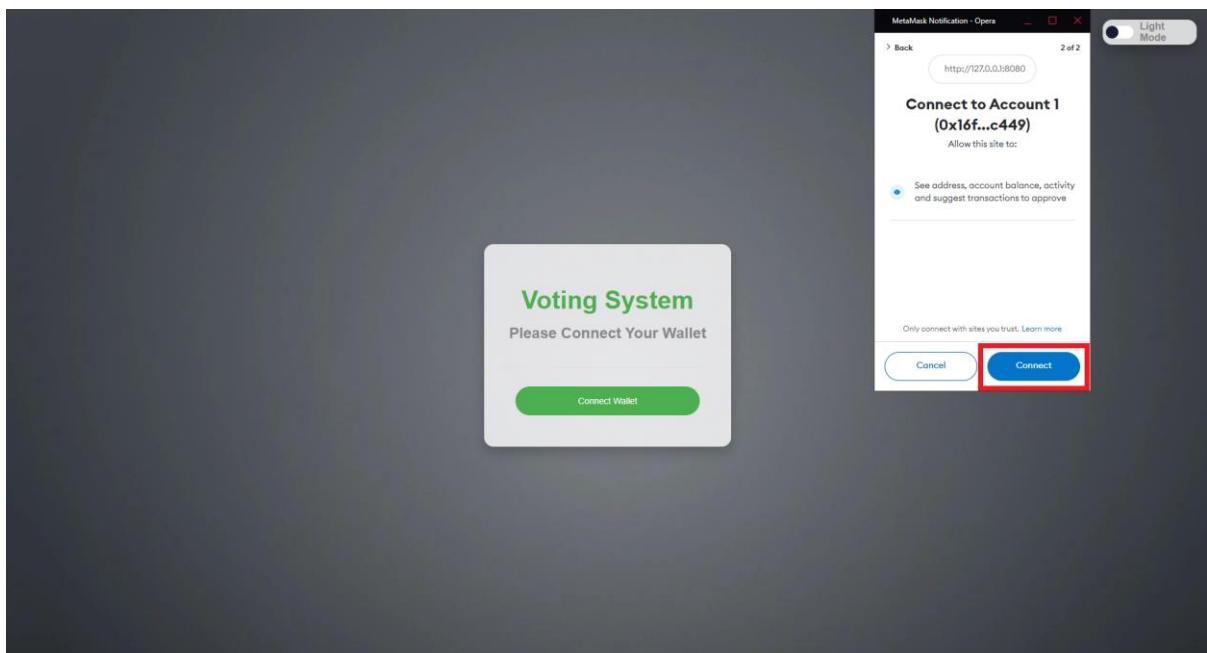 MetaMask Notification - Opera
Light
Mode
> Back
2 of 2
http://127.0.0.1:8080
Connect to Account 1
(0x16f...c449)
Allow this site to:
See address, account balance, activity
and suggest transactions to approve
Voting System
Please Connect Your Wallet
Connect Wallet
Only connect with sites you trust. Learn more
Cancel
Connect